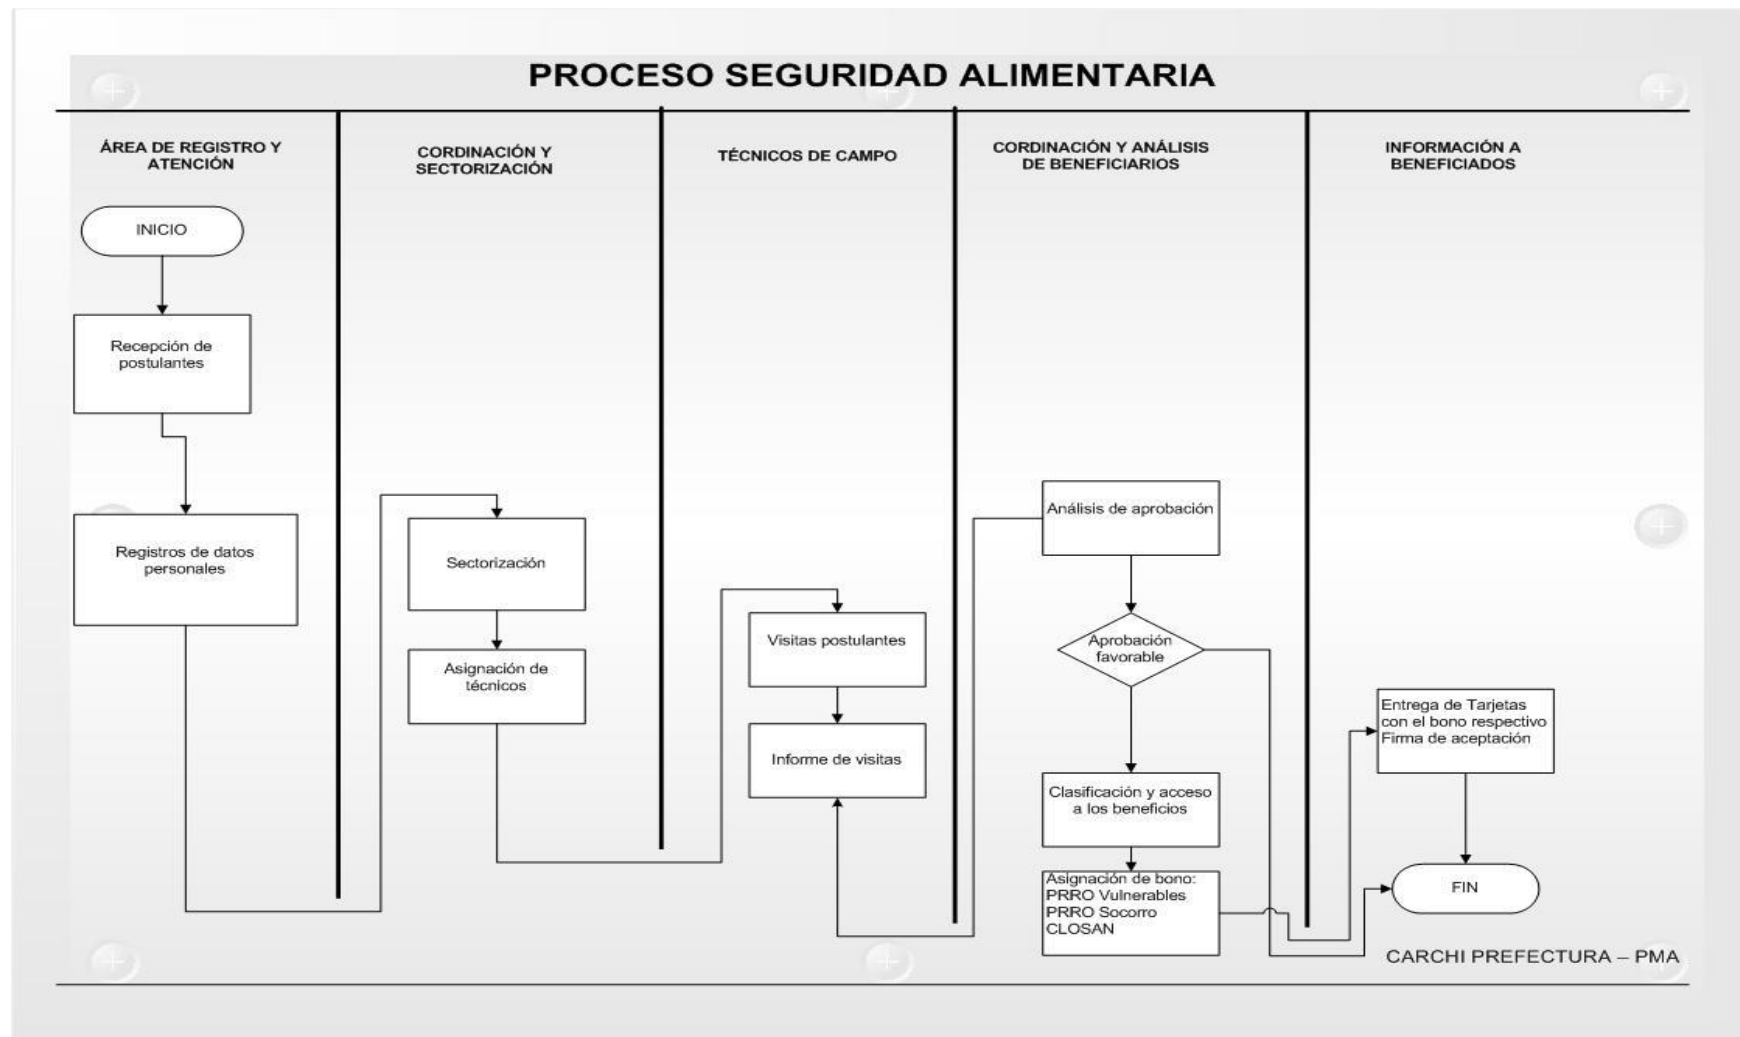 PROCESO SEGURIDAD ALIMENTARIA
ÁREA DE REGISTRO Y
ATENCIÓN
INICIO
Recepción de
postulantes
Registros de datos
personales
CORDINACIÓN Y
SECTORIZACIÓN
Sectorización
Asignación de
técnicos
TÉCNICOS DE CAMPO
Visitas postulantes
Informe de visitas
CORDINACIÓN Y ANÁLISIS
DE BENEFICIARIOS
Análisis de aprobación
Aprobación
favorable
Clasificación y acceso
a los beneficios
Asignación de bono:
PRRO Vulnerables
PRRO Socorro
CLOSAN
INFORMACIÓN A
BENEFICIADOS
Entrega de Tarjetas
con el bono respectivo
Firma de aceptación
FIN
CARCHI PREFECTURA – PMA